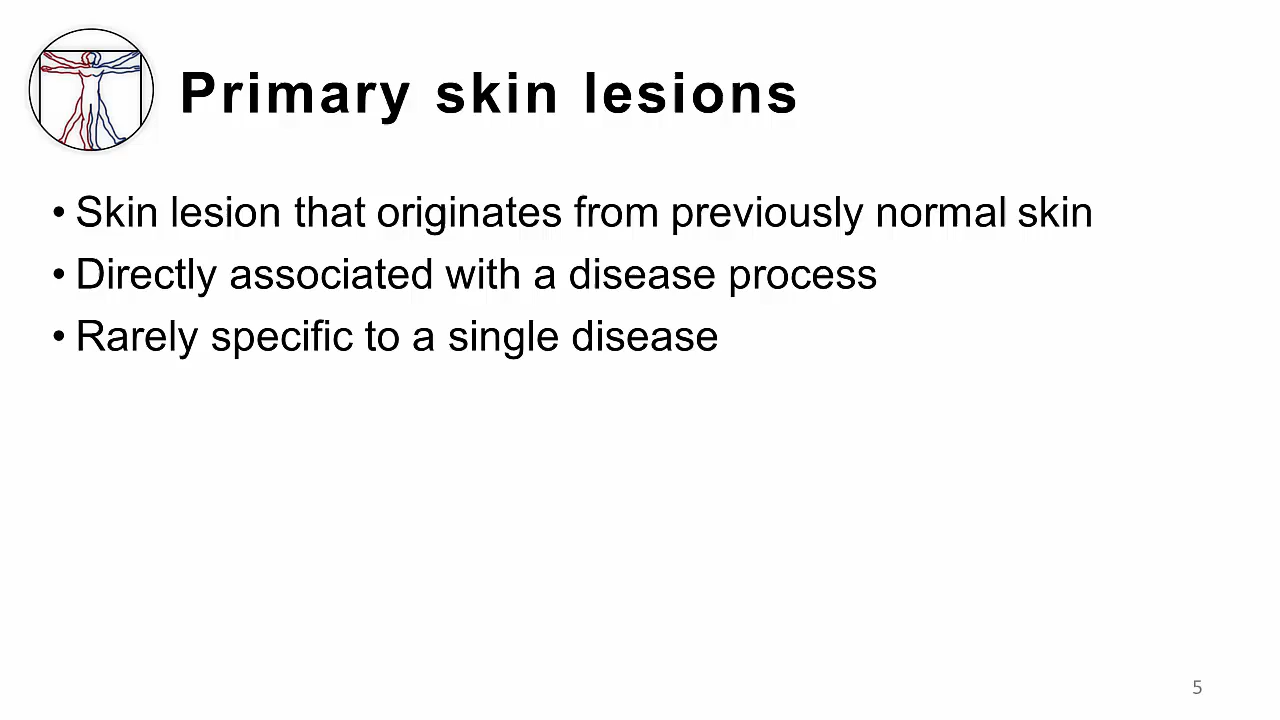 Primary skin lesions
• Skin lesion that originates from previously normal skin
• Directly associated with a disease process
• Rarely specific to a single disease
5